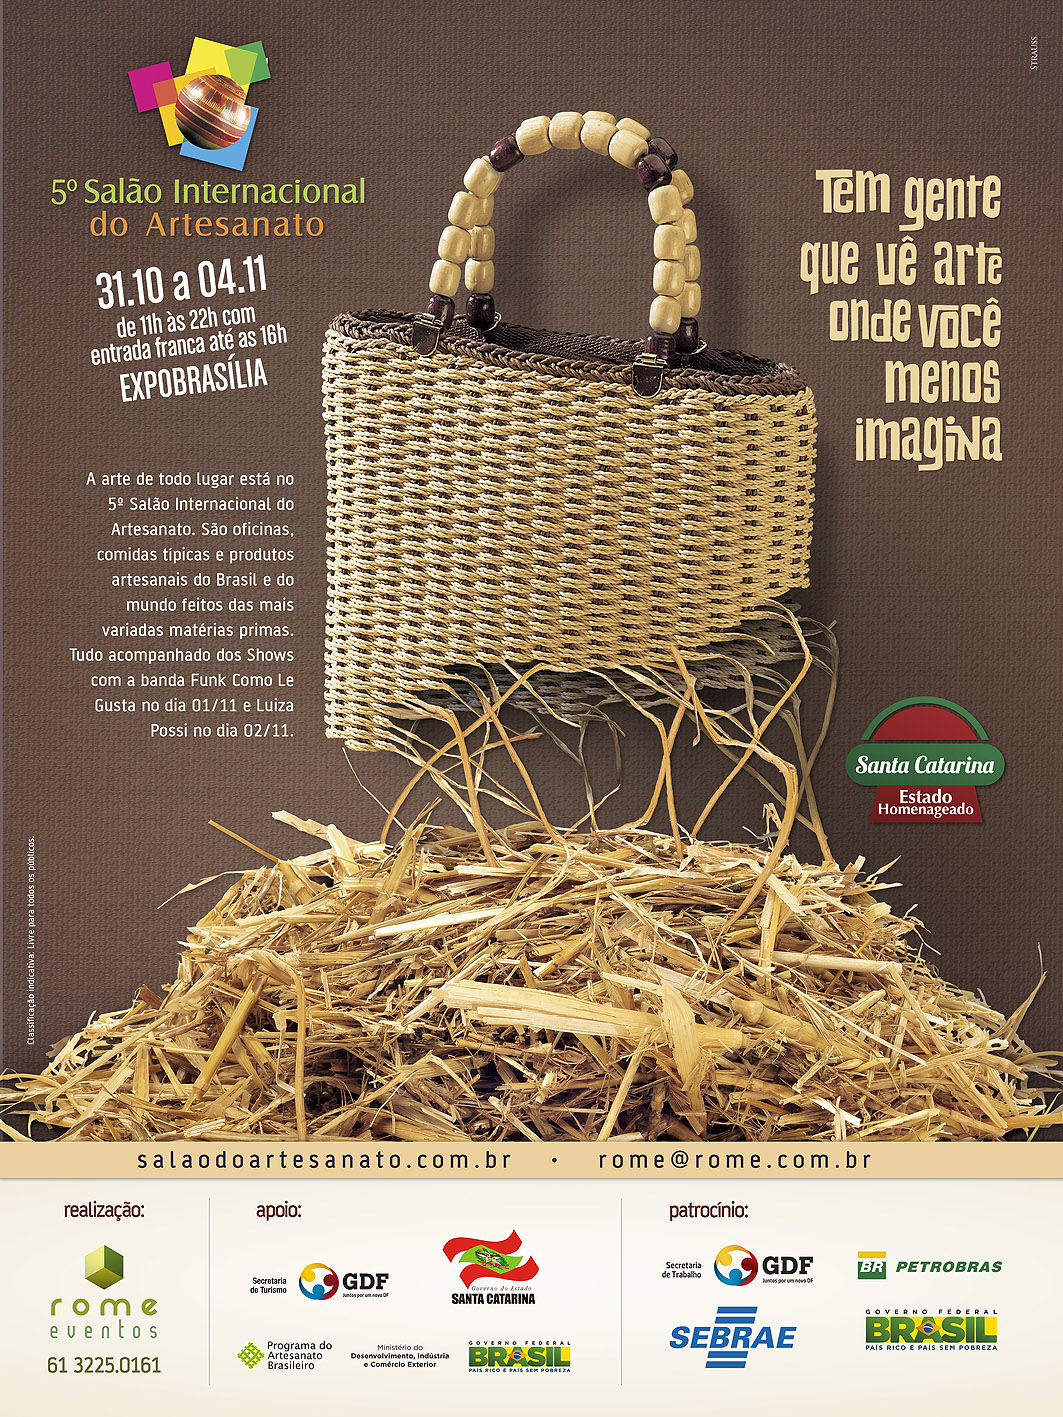 STRAUSS
5º Salão Internacional
do Artesanato
31.10 a 04.11
de 11h às 22h com
entrada franca até as 16h
EXPOBRASÍLIA
Tem gente
que vê arte
onde você
menos
imagina
A arte de todo lugar está no
5º Salão Internacional do
Artesanato. São oficinas,
comidas típicas e produtos
artesanais do Brasil e do
mundo feitos das mais
variadas matérias primas.
Tudo acompanhado dos Shows
com a banda Funk Como Le
Gusta no dia 01/11 e Luiza
Possi no dia 02/11.
Santa Catarina
Estado
Homenageado
Classificação indicativa: Livre para todos os públicos.
salaodoartesanato.com.br • rome@rome.com.br
realização:
rome
eventos
61 3225.0161
apoio:
Secretaria
de Turismo
GDF
Juntos por um novo DF
Governo do Estado
SANTA CATARINA
Programa do
Artesanato
Brasileiro
Ministério do
Desenvolvimento, Indústria
e Comércio Exterior
GOVERNO FEDERAL
BRASIL
PAÍS RICO É PAÍS SEM POBREZA
patrocínio:
Secretaria
de Trabalho
GDF
Juntos por um novo DF
BR PETROBRAS
SEBRAE
GOVERNO FEDERAL
BRASIL
PAÍS RICO É PAÍS SEM POBREZA